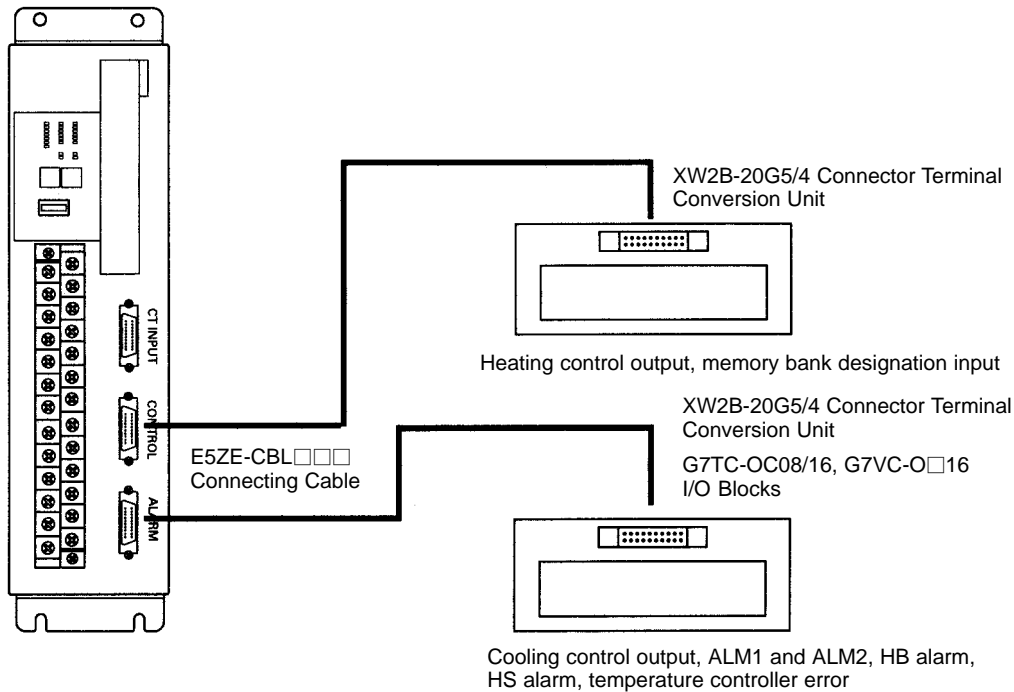 CT INPUT
CONTROL
ALARM
E5ZE-CBL□□□
Connecting Cable
XW2B-20G5/4 Connector Terminal
Conversion Unit
Heating control output, memory bank designation input
XW2B-20G5/4 Connector Terminal
Conversion Unit
G7TC-OC08/16, G7VC-O□16
I/O Blocks
Cooling control output, ALM1 and ALM2, HB alarm,
HS alarm, temperature controller error